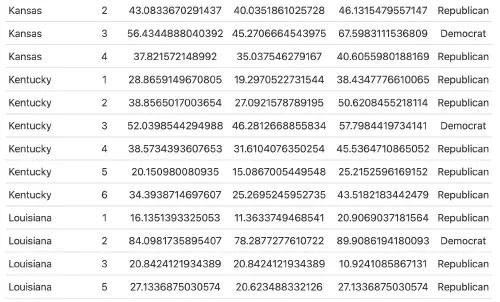 Kansas 2 43.0833670291437 40.0351861025728 46.1315479557147 Republican
Kansas 3 56.4344888040392 45.2706664543975 67.5983111536809 Democrat
Kansas 4 37.821572148992 35.037546279167 40.6055980188169 Republican
Kentucky 1 28.8659149670805 19.2970522731544 38.4347776610065 Republican
Kentucky 2 38.8565017003654 27.0921578789195 50.6208455218114 Republican
Kentucky 3 52.0398544294988 46.2812668855834 57.7984419734141 Democrat
Kentucky 4 38.5734393607653 31.6104076350254 45.5364710865052 Republican
Kentucky 5 20.150980080935 15.0867005449548 25.2152596169152 Republican
Kentucky 6 34.3938714697607 25.2695245952735 43.5182183442479 Republican
Louisiana 1 16.1351393325053 11.3633749468541 20.9069037181564 Republican
Louisiana 2 84.0981735895407 78.2877277610722 89.9086194180093 Democrat
Louisiana 3 20.8424121934389 20.8424121934389 10.9241085867131 Republican
Louisiana 5 27.1336875030574 20.623488332126 27.1336875030574 Republican